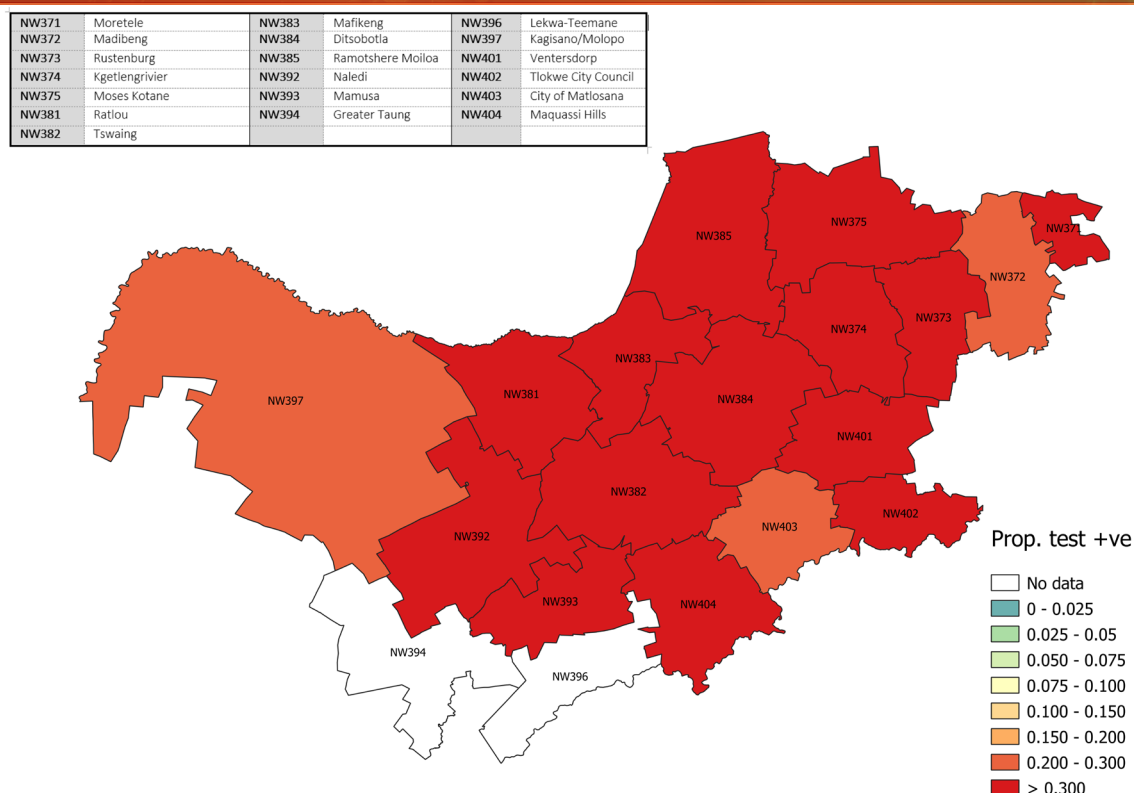 NW371 Moretele NW383 Mafikeng NW396 Lekwa-Teemane
NW372 Madibeng NW384 Ditsobotla NW397 Kagisano/Molopo
NW373 Rustenburg NW385 Ramotshere Moiloa NW401 Ventersdorp
NW374 Kgetlengrivier NW392 Naledi NW402 Tlokwe City Council
NW375 Moses Kotane NW393 Mamusa NW403 City of Matlosana
NW381 Ratlou NW394 Greater Taung NW404 Maquassi Hills
NW382 Tswaing
NW385
NW375
NW371
NW372
NW373
NW374
NW383
NW381
NW384
NW397
NW401
NW382
NW402
NW403
NW392
NW393
NW404
NW394
NW396
Prop. test +ve
No data
0 - 0.025
0.025 - 0.05
0.050 - 0.075
0.075 - 0.100
0.100 - 0.150
0.150 - 0.200
0.200 - 0.300
> 0.300